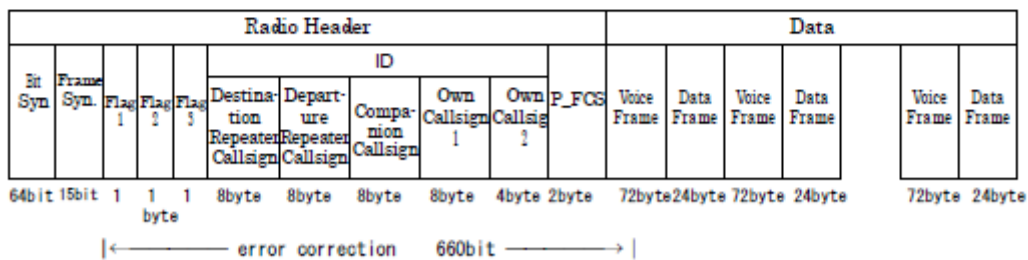 Radio Header
Data
Bit
Syn
Frame
Syn.
Flag
1
Flag
2
Flag
3
ID
Destina-
tion
Repeater
Callsign
Depart-
ure
Repeater
Callsign
Compa-
nion
Callsign
Own
Callsign
1
Own
Callsig
2
P_FCS
Voice
Frame
Data
Frame
Voice
Frame
Data
Frame
Voice
Frame
Data
Frame
64bit 15bit 1 1 1 8byte 8byte 8byte 8byte 4byte 2byte 72byte 24byte 72byte 24byte 72byte 24byte
byte
error correction 660bit